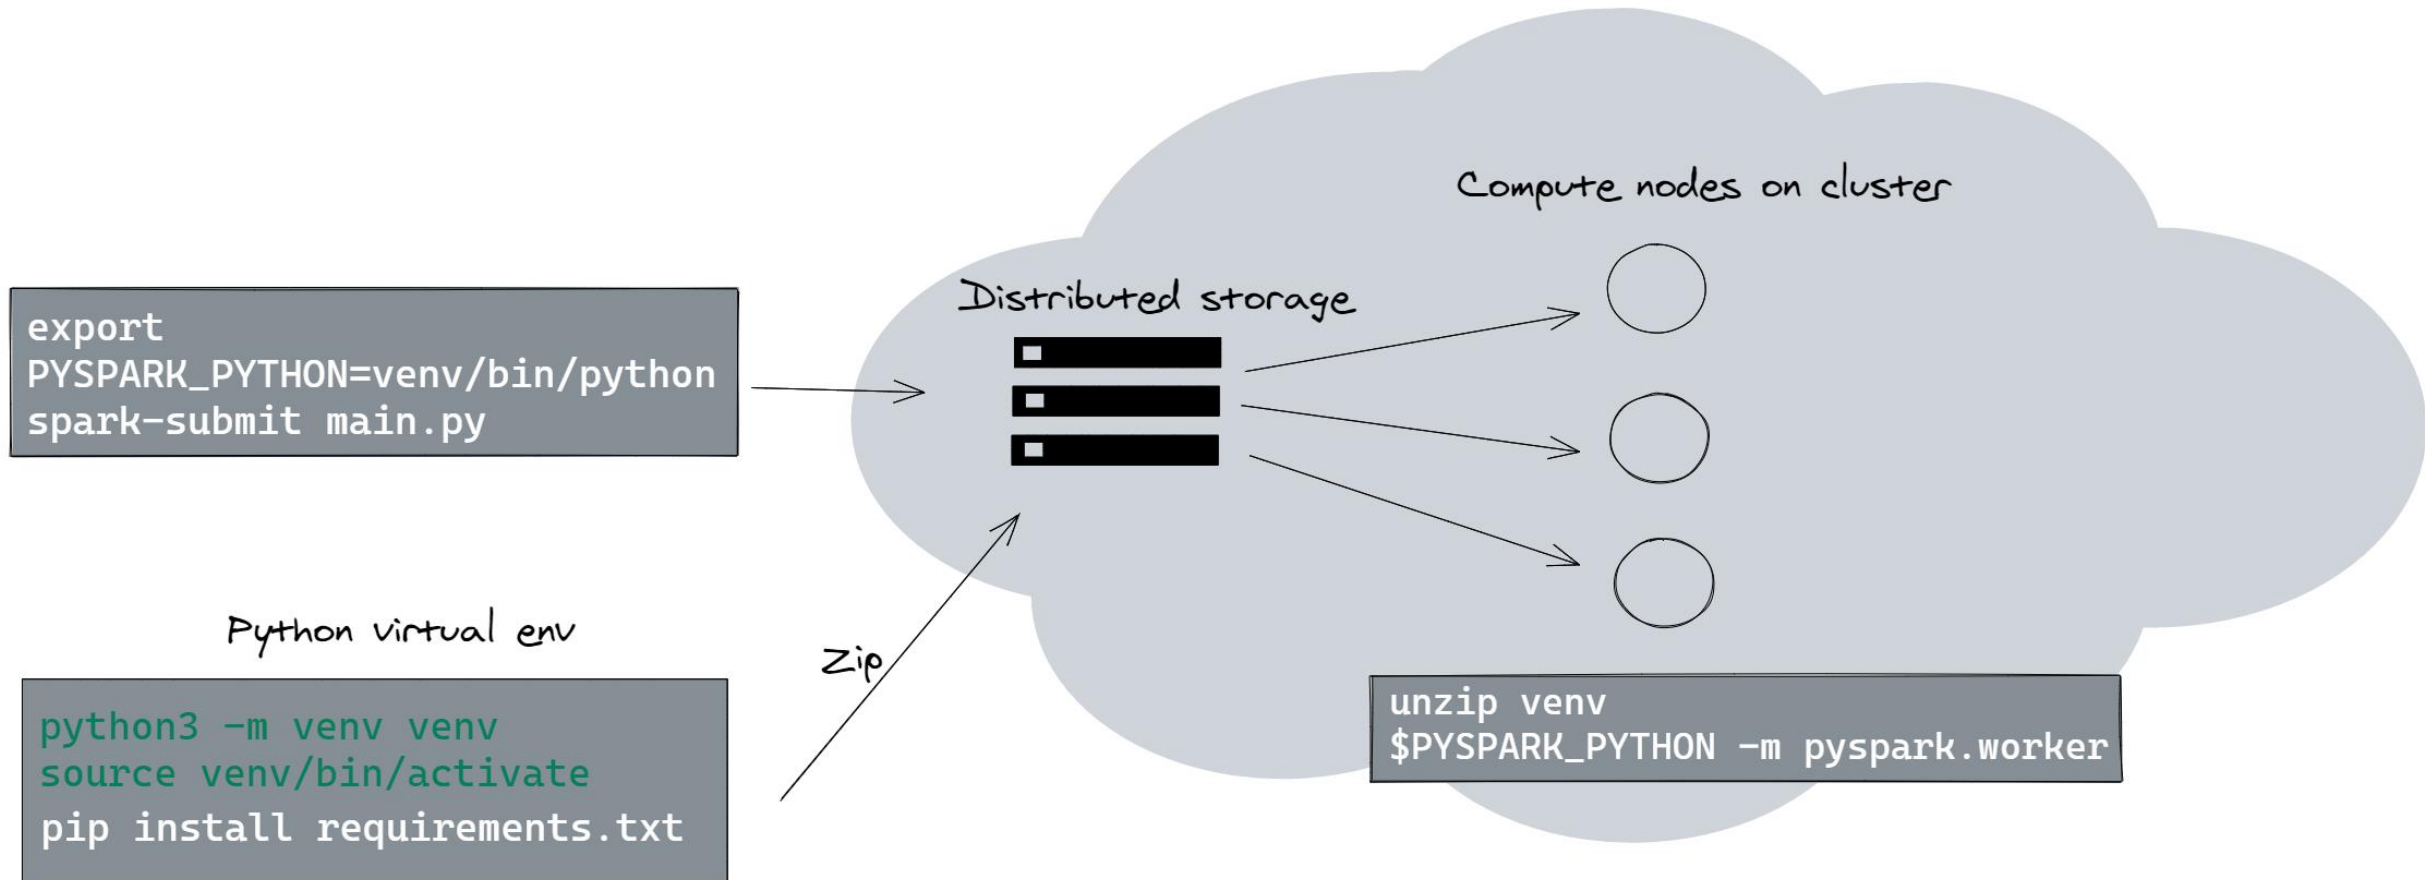 Compute nodes on cluster
Distributed storage
export
PYSPARK_PYTHON=venv/bin/python
spark-submit main.py
Python virtual env
Zip
python3 -m venv venv
source venv/bin/activate
pip install requirements.txt
unzip venv
$PYSPARK_PYTHON -m pyspark.worker